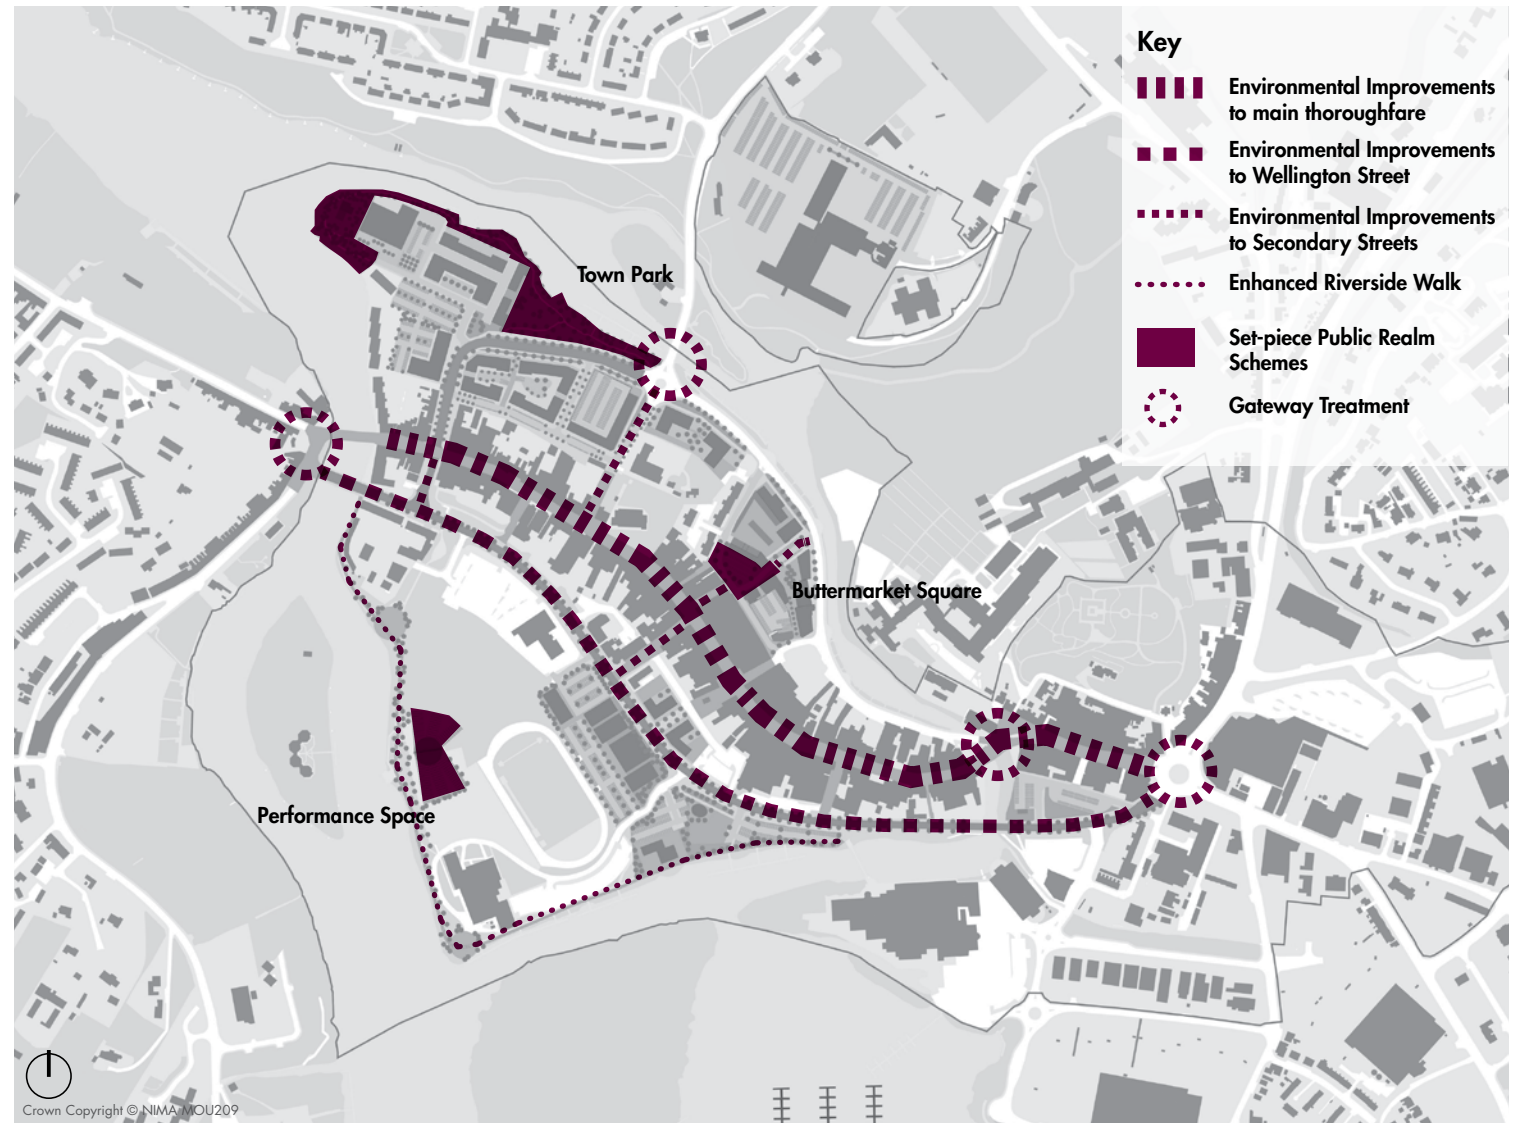 Key
Environmental Improvements
to main thoroughfare
Environmental Improvements
to Wellington Street
Environmental Improvements
to Secondary Streets
Enhanced Riverside Walk
Set-piece Public Realm
Schemes
Gateway Treatment
Town Park
Buttermarket Square
Performance Space
Crown Copyright © NIMA MOU209